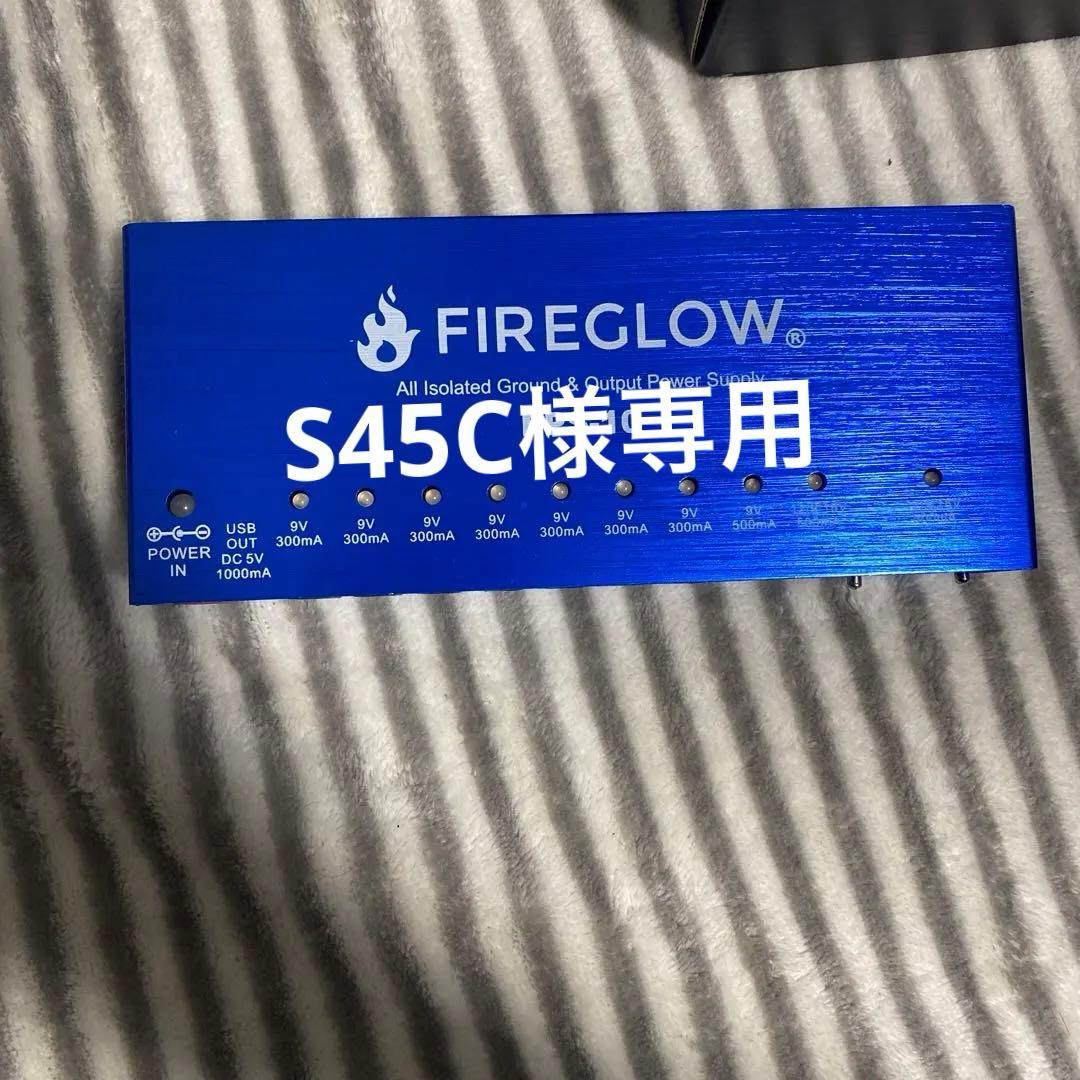 FIREGLOW®
All Isolated Ground & Output Power Supply
S45C様専用
POWER
IN
USB
OUT
DC 5V
1000mA
9V
300mA
9V
300mA
9V
300mA
9V
300mA
9V
300mA
9V
300mA
9V
300mA
9V
500mA